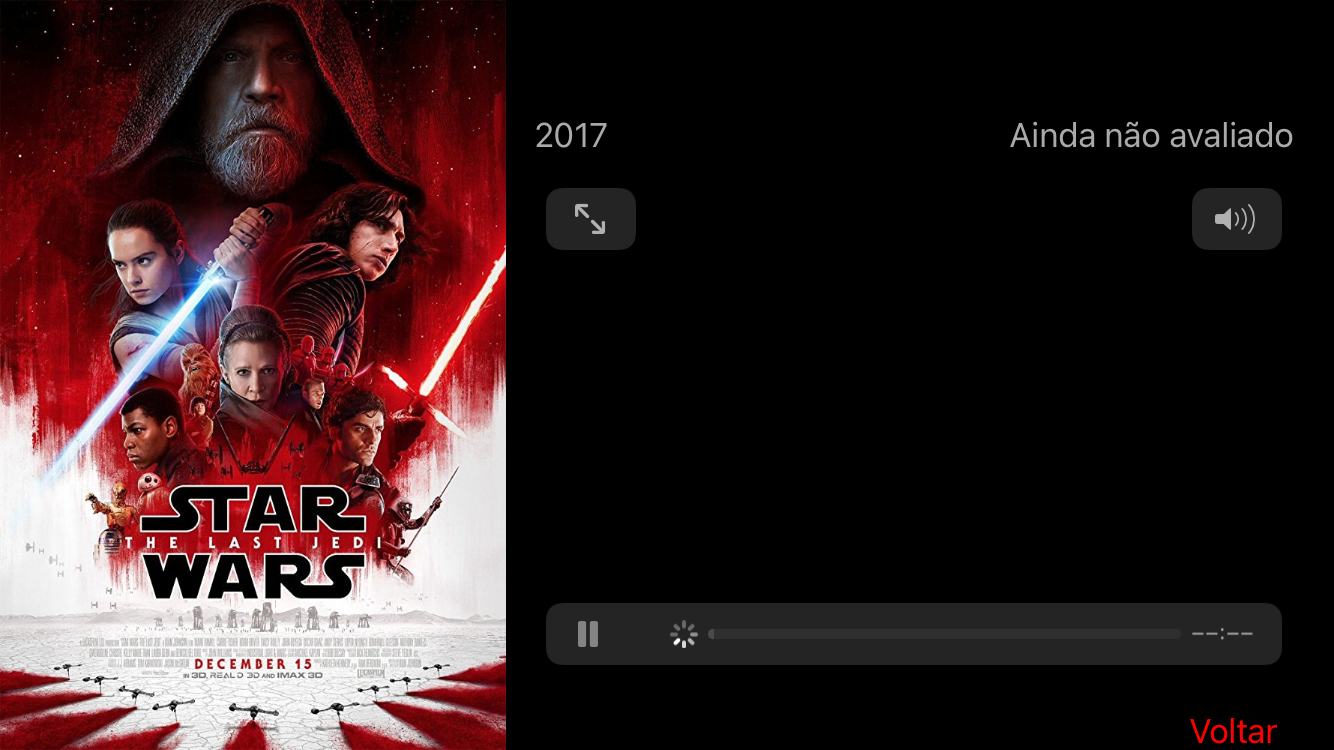 2017
Ainda não avaliado
STAR
THE LAST JEDI
WARS
DECEMBER 15
IN 3D, REAL D 3D AND IMAX 3D
--:--
Voltar